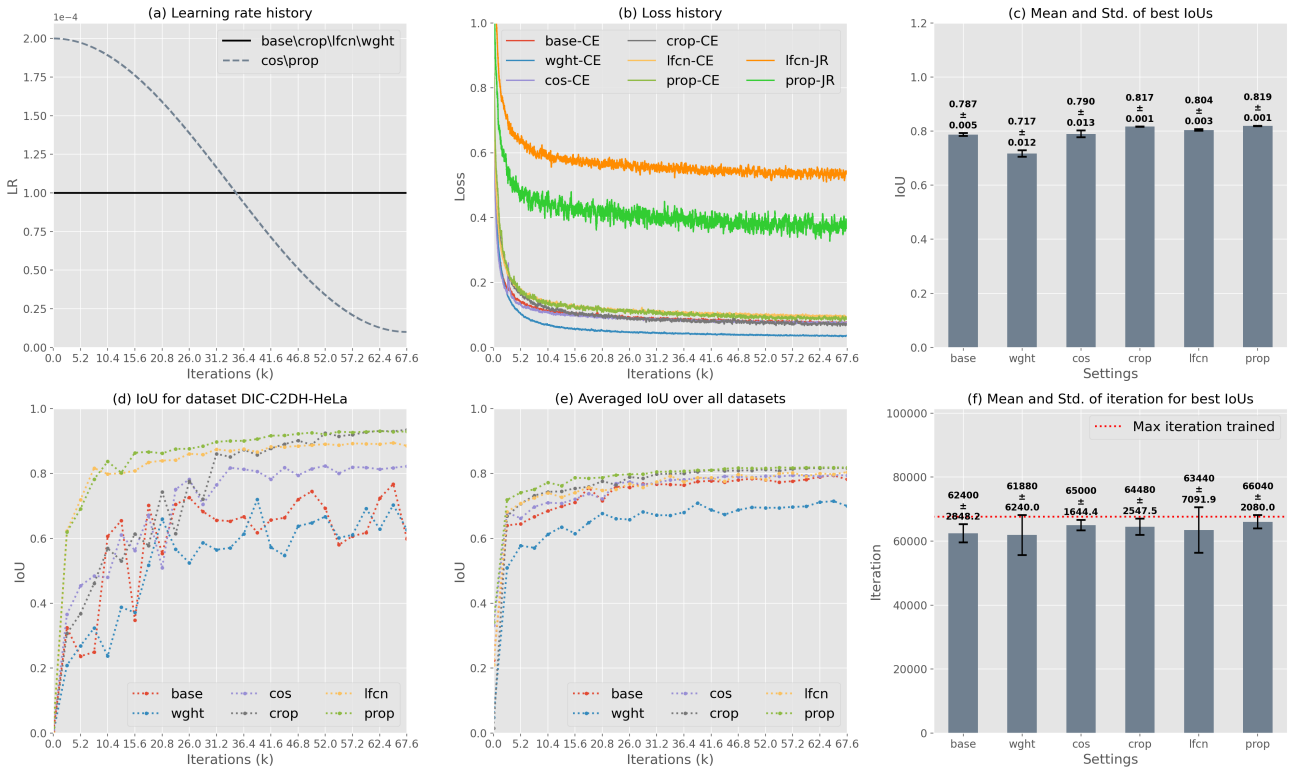 (a) Learning rate history
1e−4
2.00
1.75
1.50
1.25
1.00
0.75
0.50
0.25
0.00
LR
base\crop\lfcn\wght
cos\prop
0.0 5.2 10.4 15.6 20.8 26.0 31.2 36.4 41.6 46.8 52.0 57.2 62.4 67.6
Iterations (k)
(b) Loss history
1.0
0.8
0.6
0.4
0.2
0.0
Loss
base-CE crop-CE
wght-CE lfcn-CE lfcn-JR
cos-CE prop-CE prop-JR
0.0 5.2 10.4 15.6 20.8 26.0 31.2 36.4 41.6 46.8 52.0 57.2 62.4 67.6
Iterations (k)
(c) Mean and Std. of best IoUs
1.2
1.0
0.8
0.6
0.4
0.2
0.0
IoU
0.787 ± 0.005
0.717 ± 0.012
0.790 ± 0.013
0.817 ± 0.001
0.804 ± 0.003
0.819 ± 0.001
base wght cos crop lfcn prop
Settings
(d) IoU for dataset DIC-C2DH-HeLa
1.0
0.8
0.6
0.4
0.2
0.0
IoU
base cos lfcn
wght crop prop
0.0 5.2 10.4 15.6 20.8 26.0 31.2 36.4 41.6 46.8 52.0 57.2 62.4 67.6
Iterations (k)
(e) Averaged IoU over all datasets
1.0
0.8
0.6
0.4
0.2
0.0
IoU
base cos lfcn
wght crop prop
0.0 5.2 10.4 15.6 20.8 26.0 31.2 36.4 41.6 46.8 52.0 57.2 62.4 67.6
Iterations (k)
(f) Mean and Std. of iteration for best IoUs
100000
80000
60000
40000
20000
0
Iteration
Max iteration trained
62400 ± 2848.2
61880 ± 6240.0
65000 ± 1644.4
64480 ± 2547.5
63440 ± 7091.9
66040 ± 2080.0
base wght cos crop lfcn prop
Settings